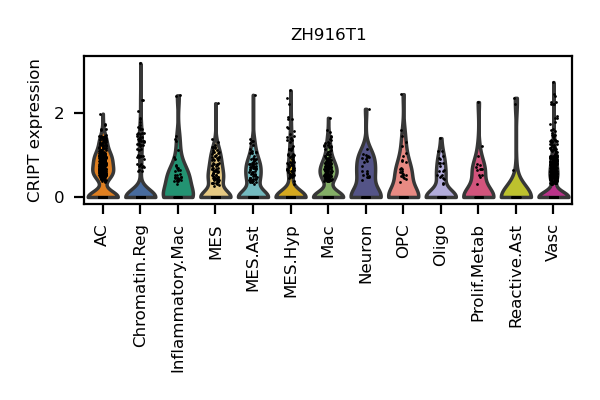 ZH916T1
CRIPT expression
2
0
AC
Chromatin.Reg
Inflammatory.Mac
MES
MES.Ast
MES.Hyp
Mac
Neuron
OPC
Oligo
Prolif.Metab
Reactive.Ast
Vasc